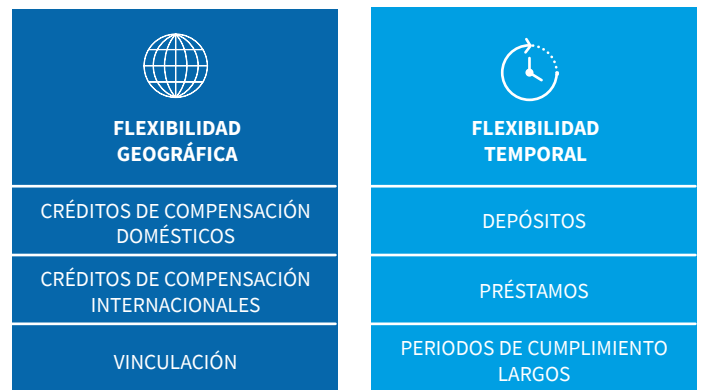 FLEXIBILIDAD
GEOGRÁFICA
CRÉDITOS DE COMPENSACIÓN
DOMÉSTICOS
CRÉDITOS DE COMPENSACIÓN
INTERNACIONALES
VINCULACIÓN
FLEXIBILIDAD
TEMPORAL
DEPÓSITOS
PRÉSTAMOS
PERIODOS DE CUMPLIMIENTO
LARGOS